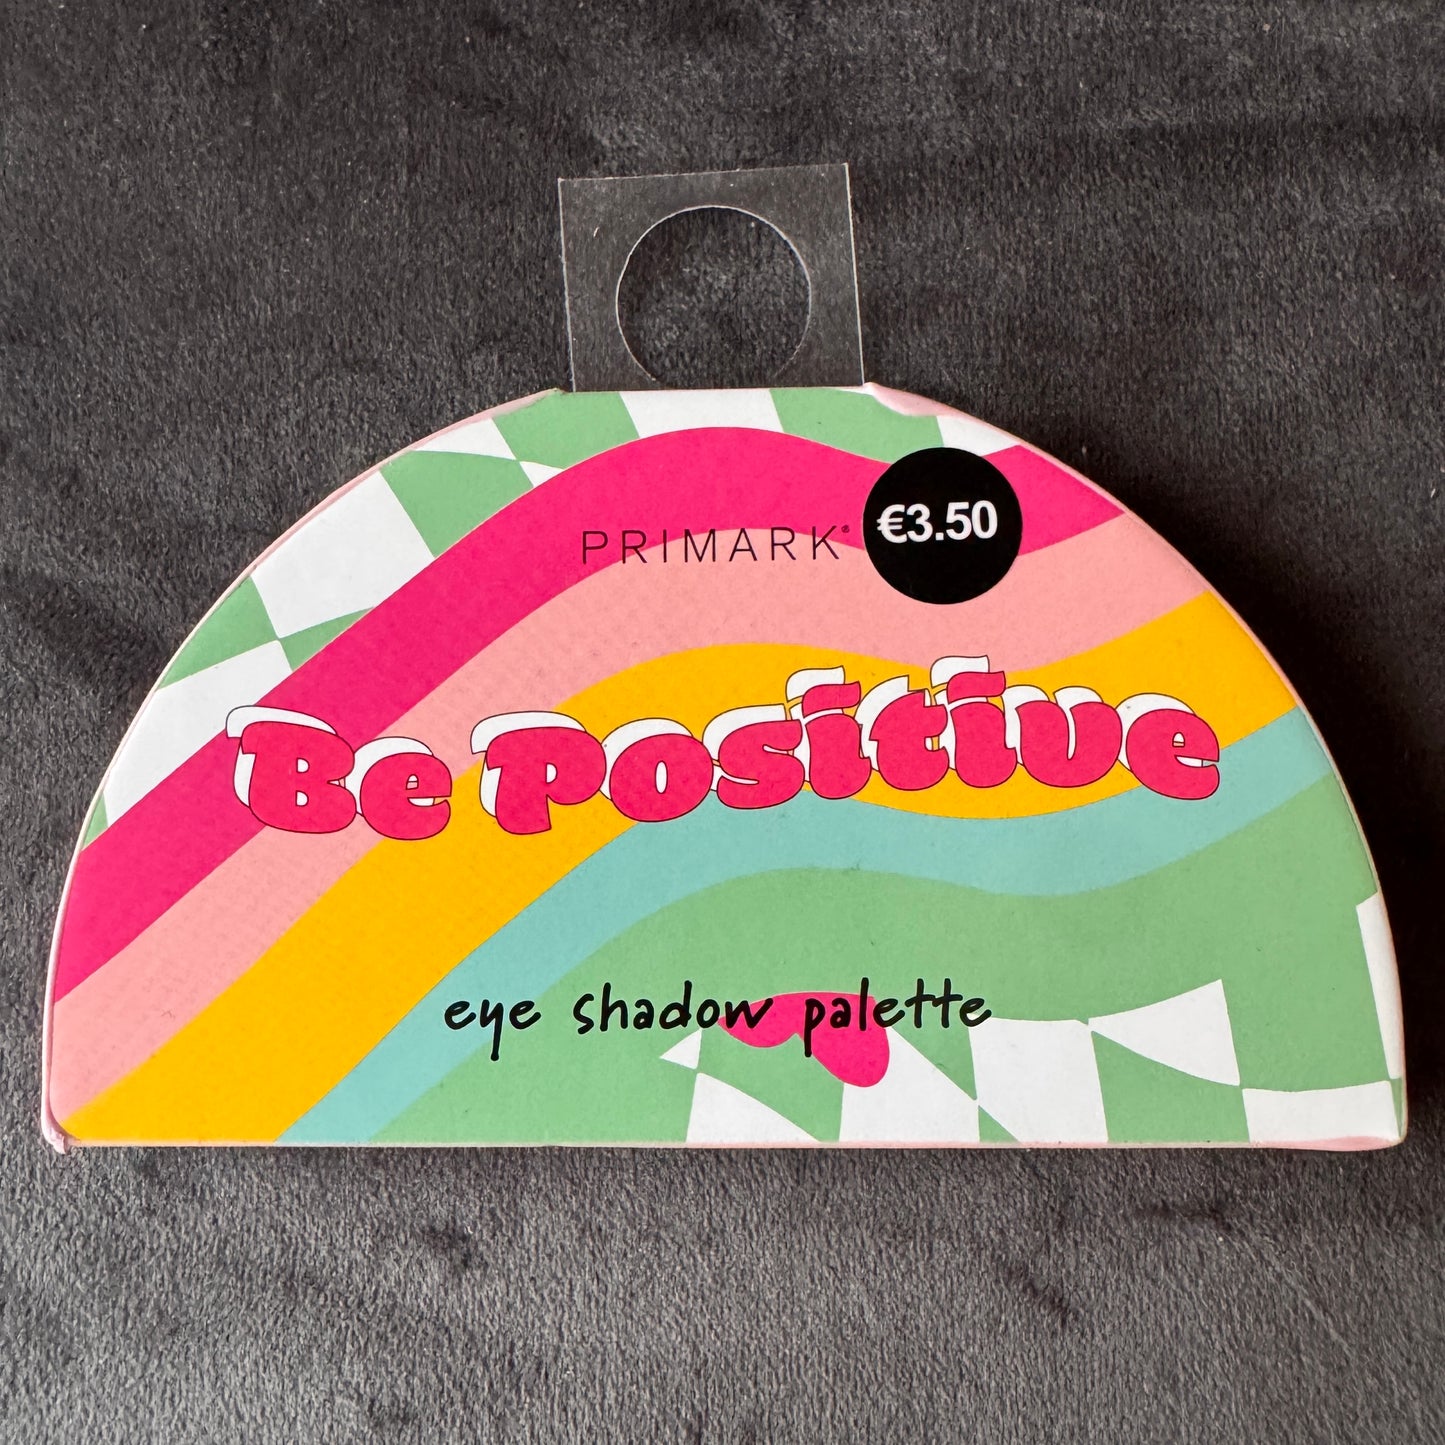 PRIMARK®
€3.50
Be Positive
eye shadow palette